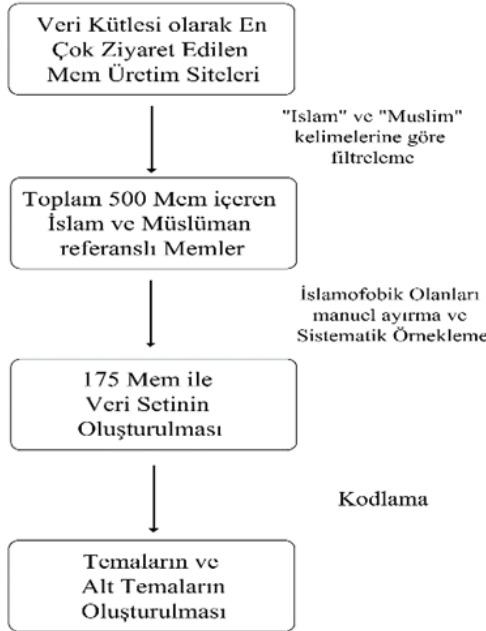 Veri Kütlesi olarak En
Çok Ziyaret Edilen
Mem Üretim Siteleri
"Islam" ve "Muslim"
kelimelerine göre
filtreleme
Toplam 500 Mem içeren
İslam ve Müslüman
referanslı Memler
İslamofobik Olanları
manuel ayırma ve
Sistematik Örnekleme
175 Mem ile
Veri Setinin
Oluşturulması
Kodlama
Temaların ve
Alt Temaların
Oluşturulması